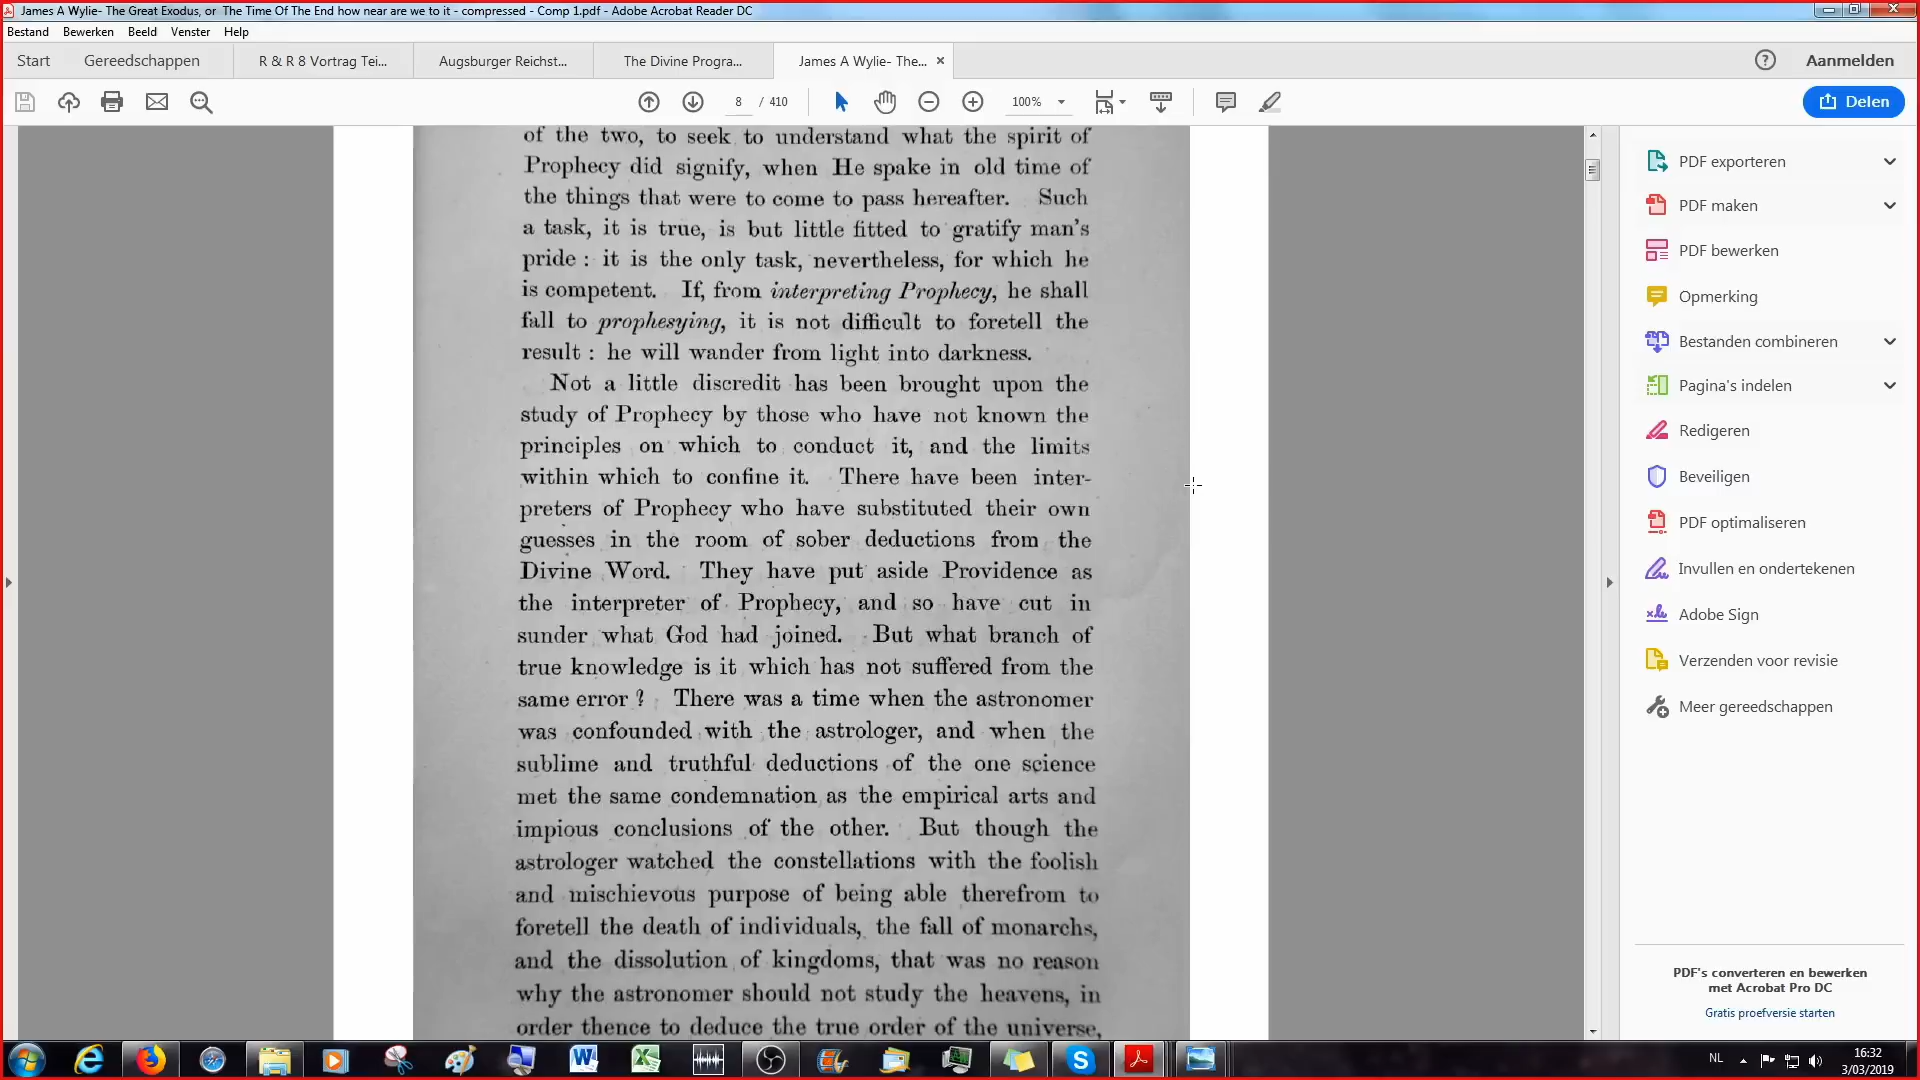 James A Wylie- The Great Exodus, or  The Time Of The End how near are we to it - compressed - Comp 1.pdf - Adobe Acrobat Reader DC
Bestand Bewerken Beeld Venster Help
Start Gereedschappen R & R 8 Vortrag Tei... Augsburger Reichst... The Divine Progra... James A Wylie- The... × Aanmelden
8 / 410 100% Delen
of the two, to seek to understand what the spirit of
Prophecy did signify, when He spake in old time of
the things that were to come to pass hereafter. Such
a task, it is true, is but little fitted to gratify man's
pride : it is the only task, nevertheless, for which he
is competent. If, from interpreting Prophecy, he shall
fall to prophesying, it is not difficult to foretell the
result : he will wander from light into darkness.
Not a little discredit has been brought upon the
study of Prophecy by those who have not known the
principles on which to conduct it, and the limits
within which to confine it. There have been inter-
preters of Prophecy who have substituted their own
guesses in the room of sober deductions from the
Divine Word. They have put aside Providence as
the interpreter of Prophecy, and so have cut in
sunder what God had joined. But what branch of
true knowledge is it which has not suffered from the
same error ? There was a time when the astronomer
was confounded with the astrologer, and when the
sublime and truthful deductions of the one science
met the same condemnation as the empirical arts and
impious conclusions of the other. But though the
astrologer watched the constellations with the foolish
and mischievous purpose of being able therefrom to
foretell the death of individuals, the fall of monarchs,
and the dissolution of kingdoms, that was no reason
why the astronomer should not study the heavens, in
order thence to deduce the true order of the universe,
PDF exporteren
PDF maken
PDF bewerken
Opmerking
Bestanden combineren
Pagina's indelen
Redigeren
Beveiligen
PDF optimaliseren
Invullen en ondertekenen
Adobe Sign
Verzenden voor revisie
Meer gereedschappen
PDF's converteren en bewerken
met Acrobat Pro DC
Gratis proefversie starten
NL
16:32
3/03/2019